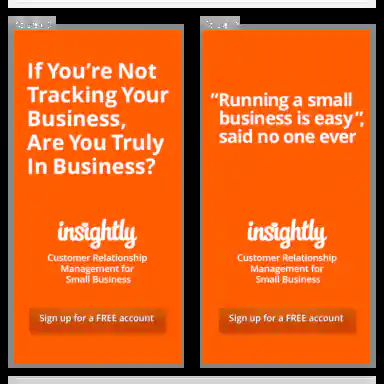 If You're Not
Tracking Your
Business,
Are You Truly
In Business?
insightly
Customer Relationship
Management for
Small Business
Sign up for a FREE account
“Running a small
business is easy”,
said no one ever
insightly
Customer Relationship
Management for
Small Business
Sign up for a FREE account